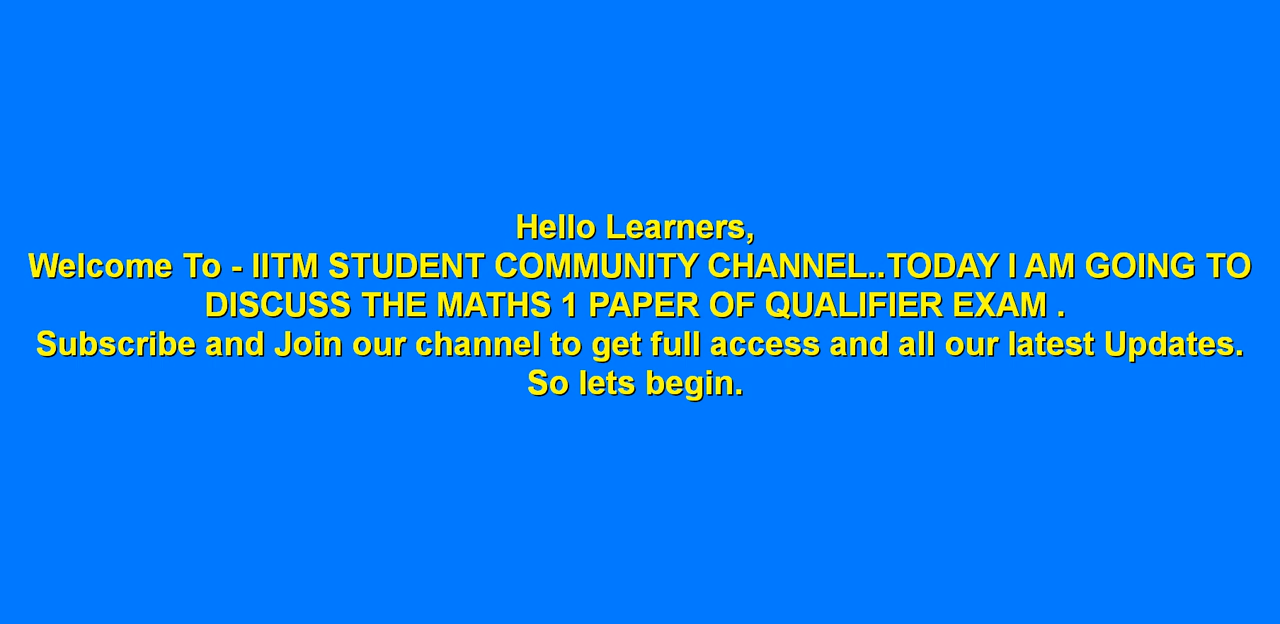 Hello Learners,
Welcome To - IITM STUDENT COMMUNITY CHANNEL..TODAY I AM GOING TO
DISCUSS THE MATHS 1 PAPER OF QUALIFIER EXAM .
Subscribe and Join our channel to get full access and all our latest Updates.
So lets begin.